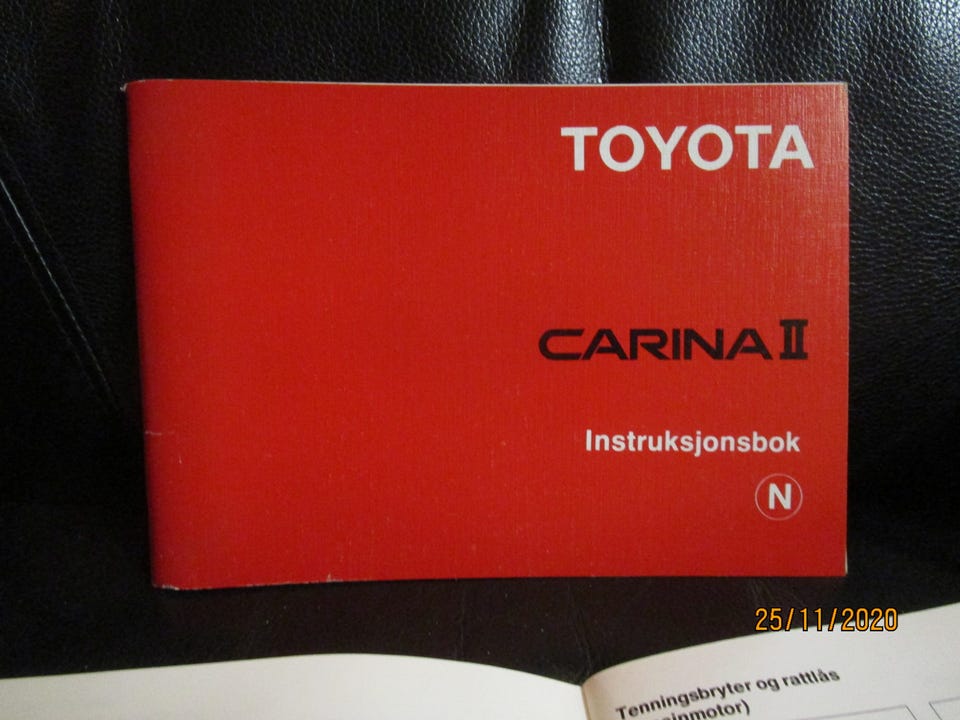 TOYOTA
CARINA II
Instruksjonsbok
N
25/11/2020
Tenningsbryter og rattlås